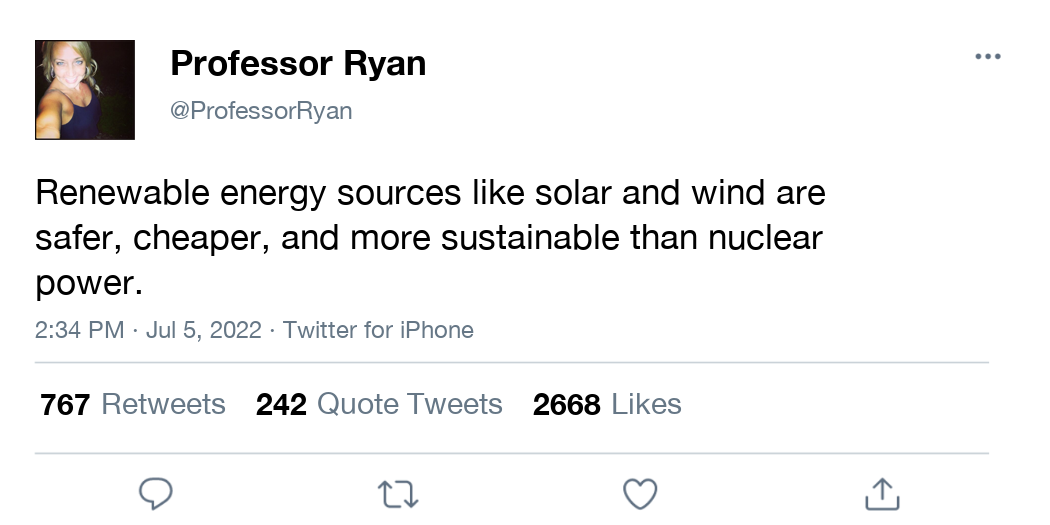 Professor Ryan
@ProfessorRyan
Renewable energy sources like solar and wind are
safer, cheaper, and more sustainable than nuclear
power.
2:34 PM · Jul 5, 2022 · Twitter for iPhone
767 Retweets 242 Quote Tweets 2668 Likes